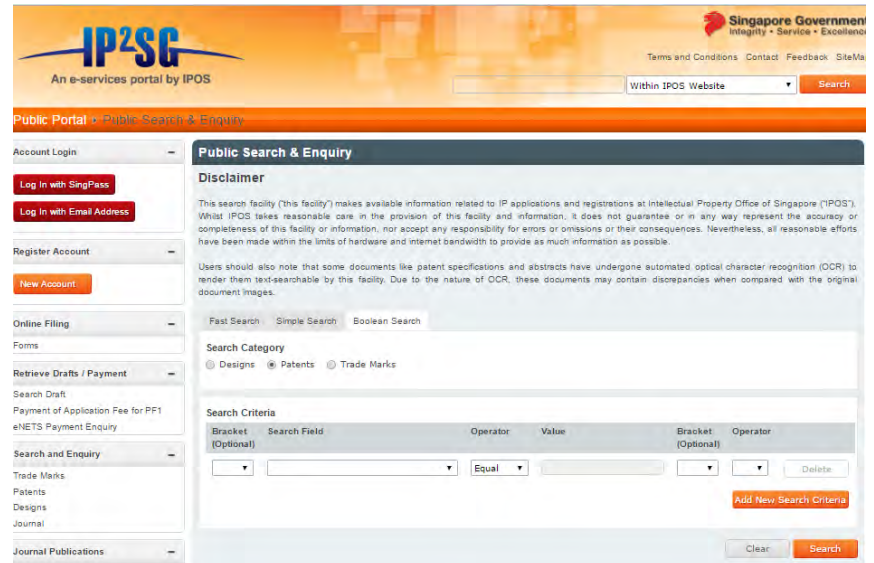 IP2SG
An e-services portal by IPOS
Singapore Government
Integrity • Service • Excellence
Terms and Conditions Contact Feedback SiteMa
Within IPOS Website
Search
Public Portal • Public Search & Enquiry
Account Login
Log In with SingPass
Log In with Email Address
Register Account
New Account
Online Filing
Forms
Retrieve Drafts / Payment
Search Draft
Payment of Application Fee for PF1
eNETS Payment Enquiry
Search and Enquiry
Trade Marks
Patents
Designs
Journal
Journal Publications
Public Search & Enquiry
Disclaimer
This search facility ("this facility") makes available information related to IP applications and registrations at Intellectual Property Office of Singapore ("IPOS").
Whilst IPOS takes reasonable care in the provision of this facility and information, it does not guarantee or in any way represent the accuracy or
completeness of this facility or information, nor accept any responsibility for errors or omissions or their consequences. Nevertheless, all reasonable efforts
have been made within the limits of hardware and internet bandwidth to provide as much information as possible.
Users should also note that some documents like patent specifications and abstracts have undergone automated optical character recognition (OCR) to
render them text-searchable by this facility. Due to the nature of OCR, these documents may contain discrepancies when compared with the original
document images.
Fast Search Simple Search Boolean Search
Search Category
Designs Patents Trade Marks
Search Criteria
Bracket (Optional) Search Field Operator Value Bracket (Optional) Operator
Equal Delete
Add New Search Criteria
Clear Search